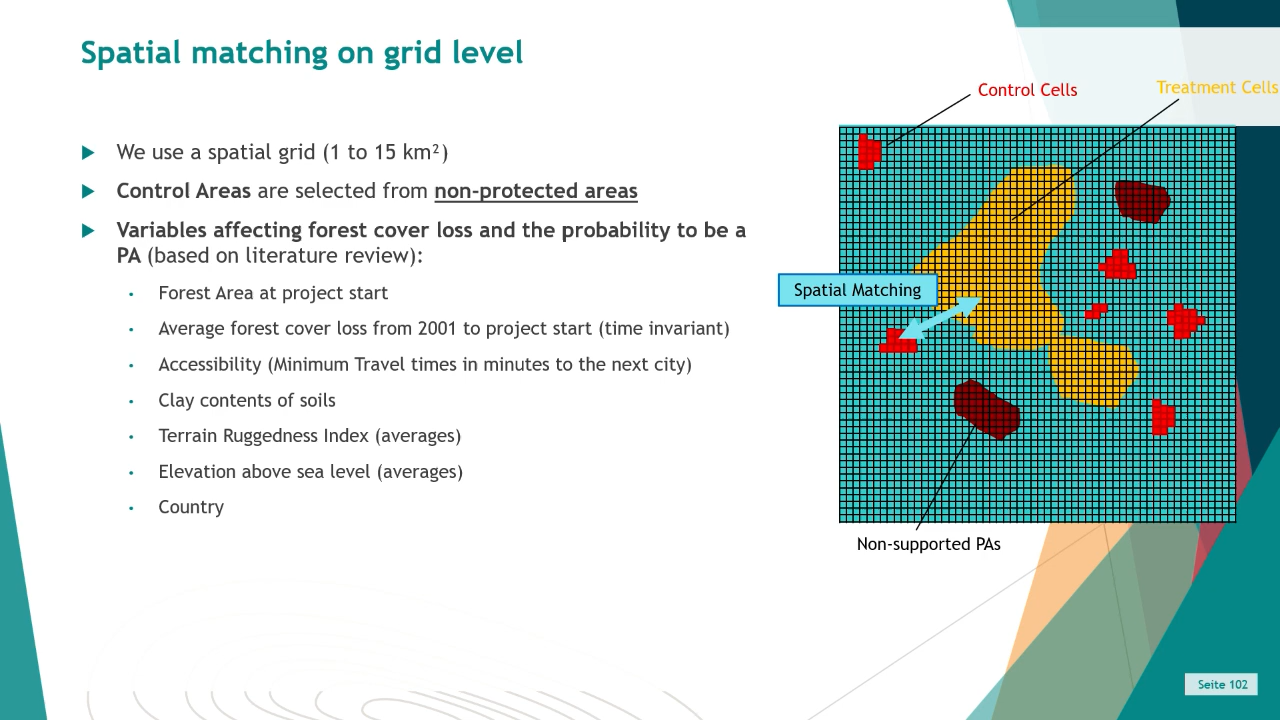 Spatial matching on grid level
We use a spatial grid (1 to 15 km²)
Control Areas are selected from non-protected areas
Variables affecting forest cover loss and the probability to be a
PA (based on literature review):
Forest Area at project start
Average forest cover loss from 2001 to project start (time invariant)
Accessibility (Minimum Travel times in minutes to the next city)
Clay contents of soils
Terrain Ruggedness Index (averages)
Elevation above sea level (averages)
Country
Control Cells
Treatment Cells
Spatial Matching
Non-supported PAs
Seite 102